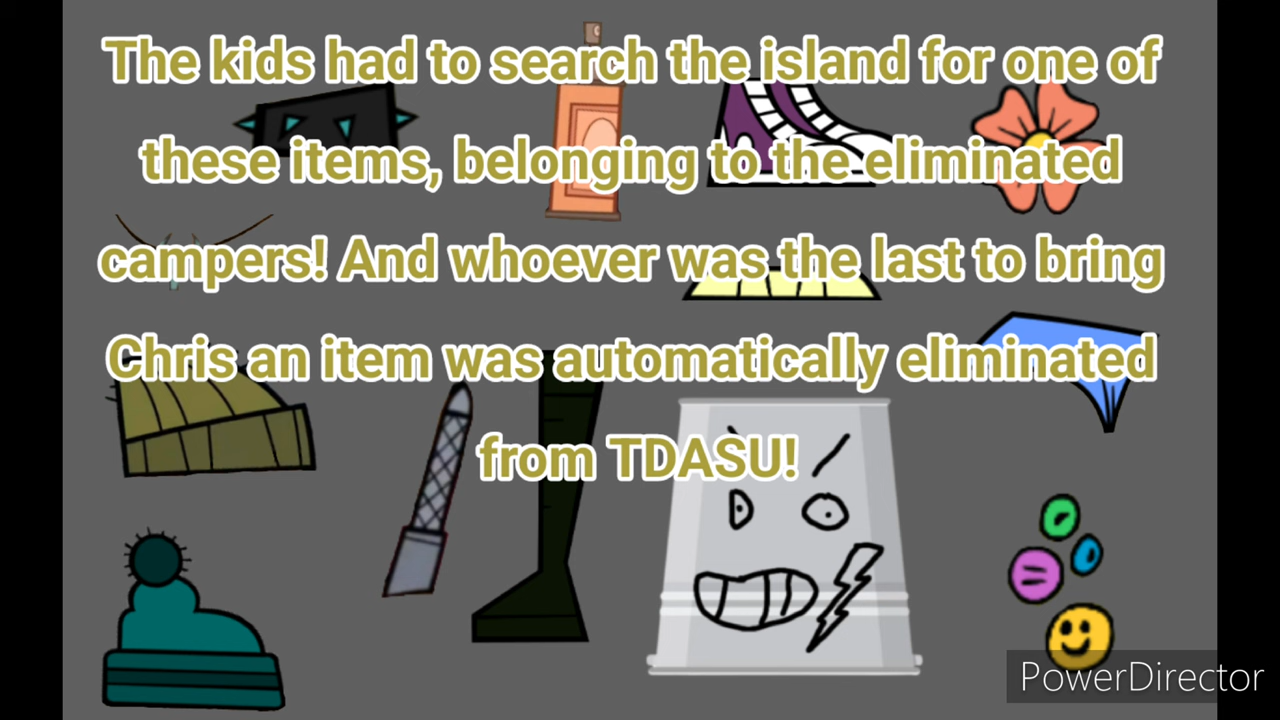 The kids had to search the island for one of
these items, belonging to the eliminated
campers! And whoever was the last to bring
Chris an item was automatically eliminated
from TDASU!
PowerDirector